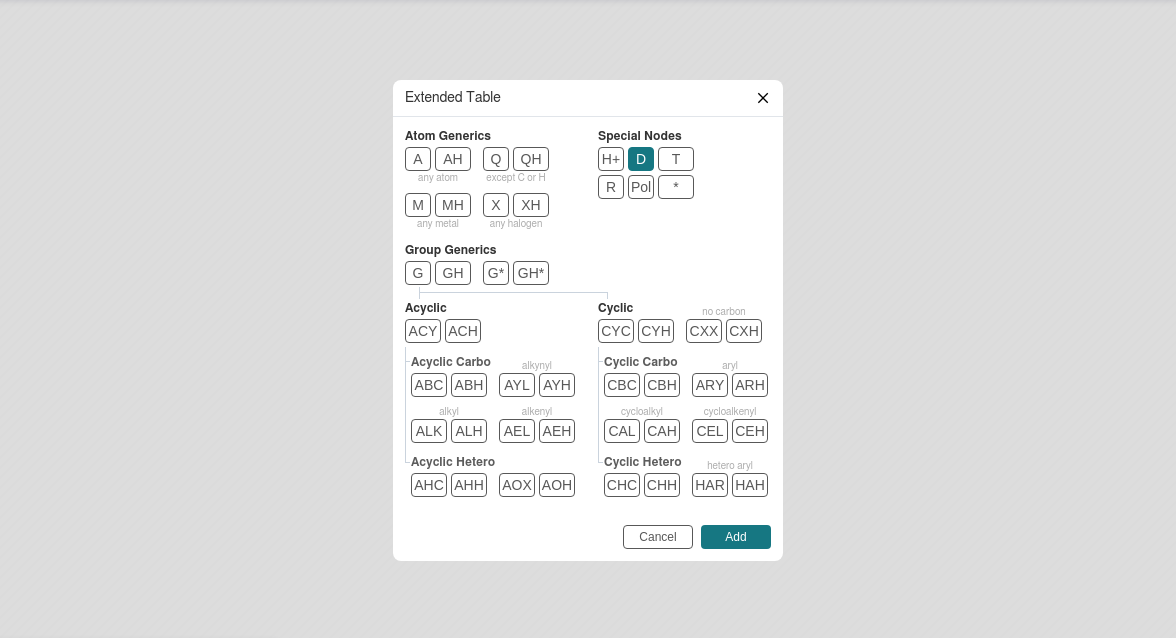 Extended Table
Atom Generics
A AH Q QH
any atom except C or H
M MH X XH
any metal any halogen
Special Nodes
H+ D T
R Pol *
Group Generics
G GH G* GH*
Acyclic
ACY ACH
Acyclic Carbo alkynyl
ABC ABH AYL AYH
alkyl alkenyl
ALK ALH AEL AEH
Acyclic Hetero
AHC AHH AOX AOH
Cyclic no carbon
CYC CYH CXX CXH
Cyclic Carbo aryl
CBC CBH ARY ARH
cycloalkyl cycloalkenyl
CAL CAH CEL CEH
Cyclic Hetero hetero aryl
CHC CHH HAR HAH
Cancel Add